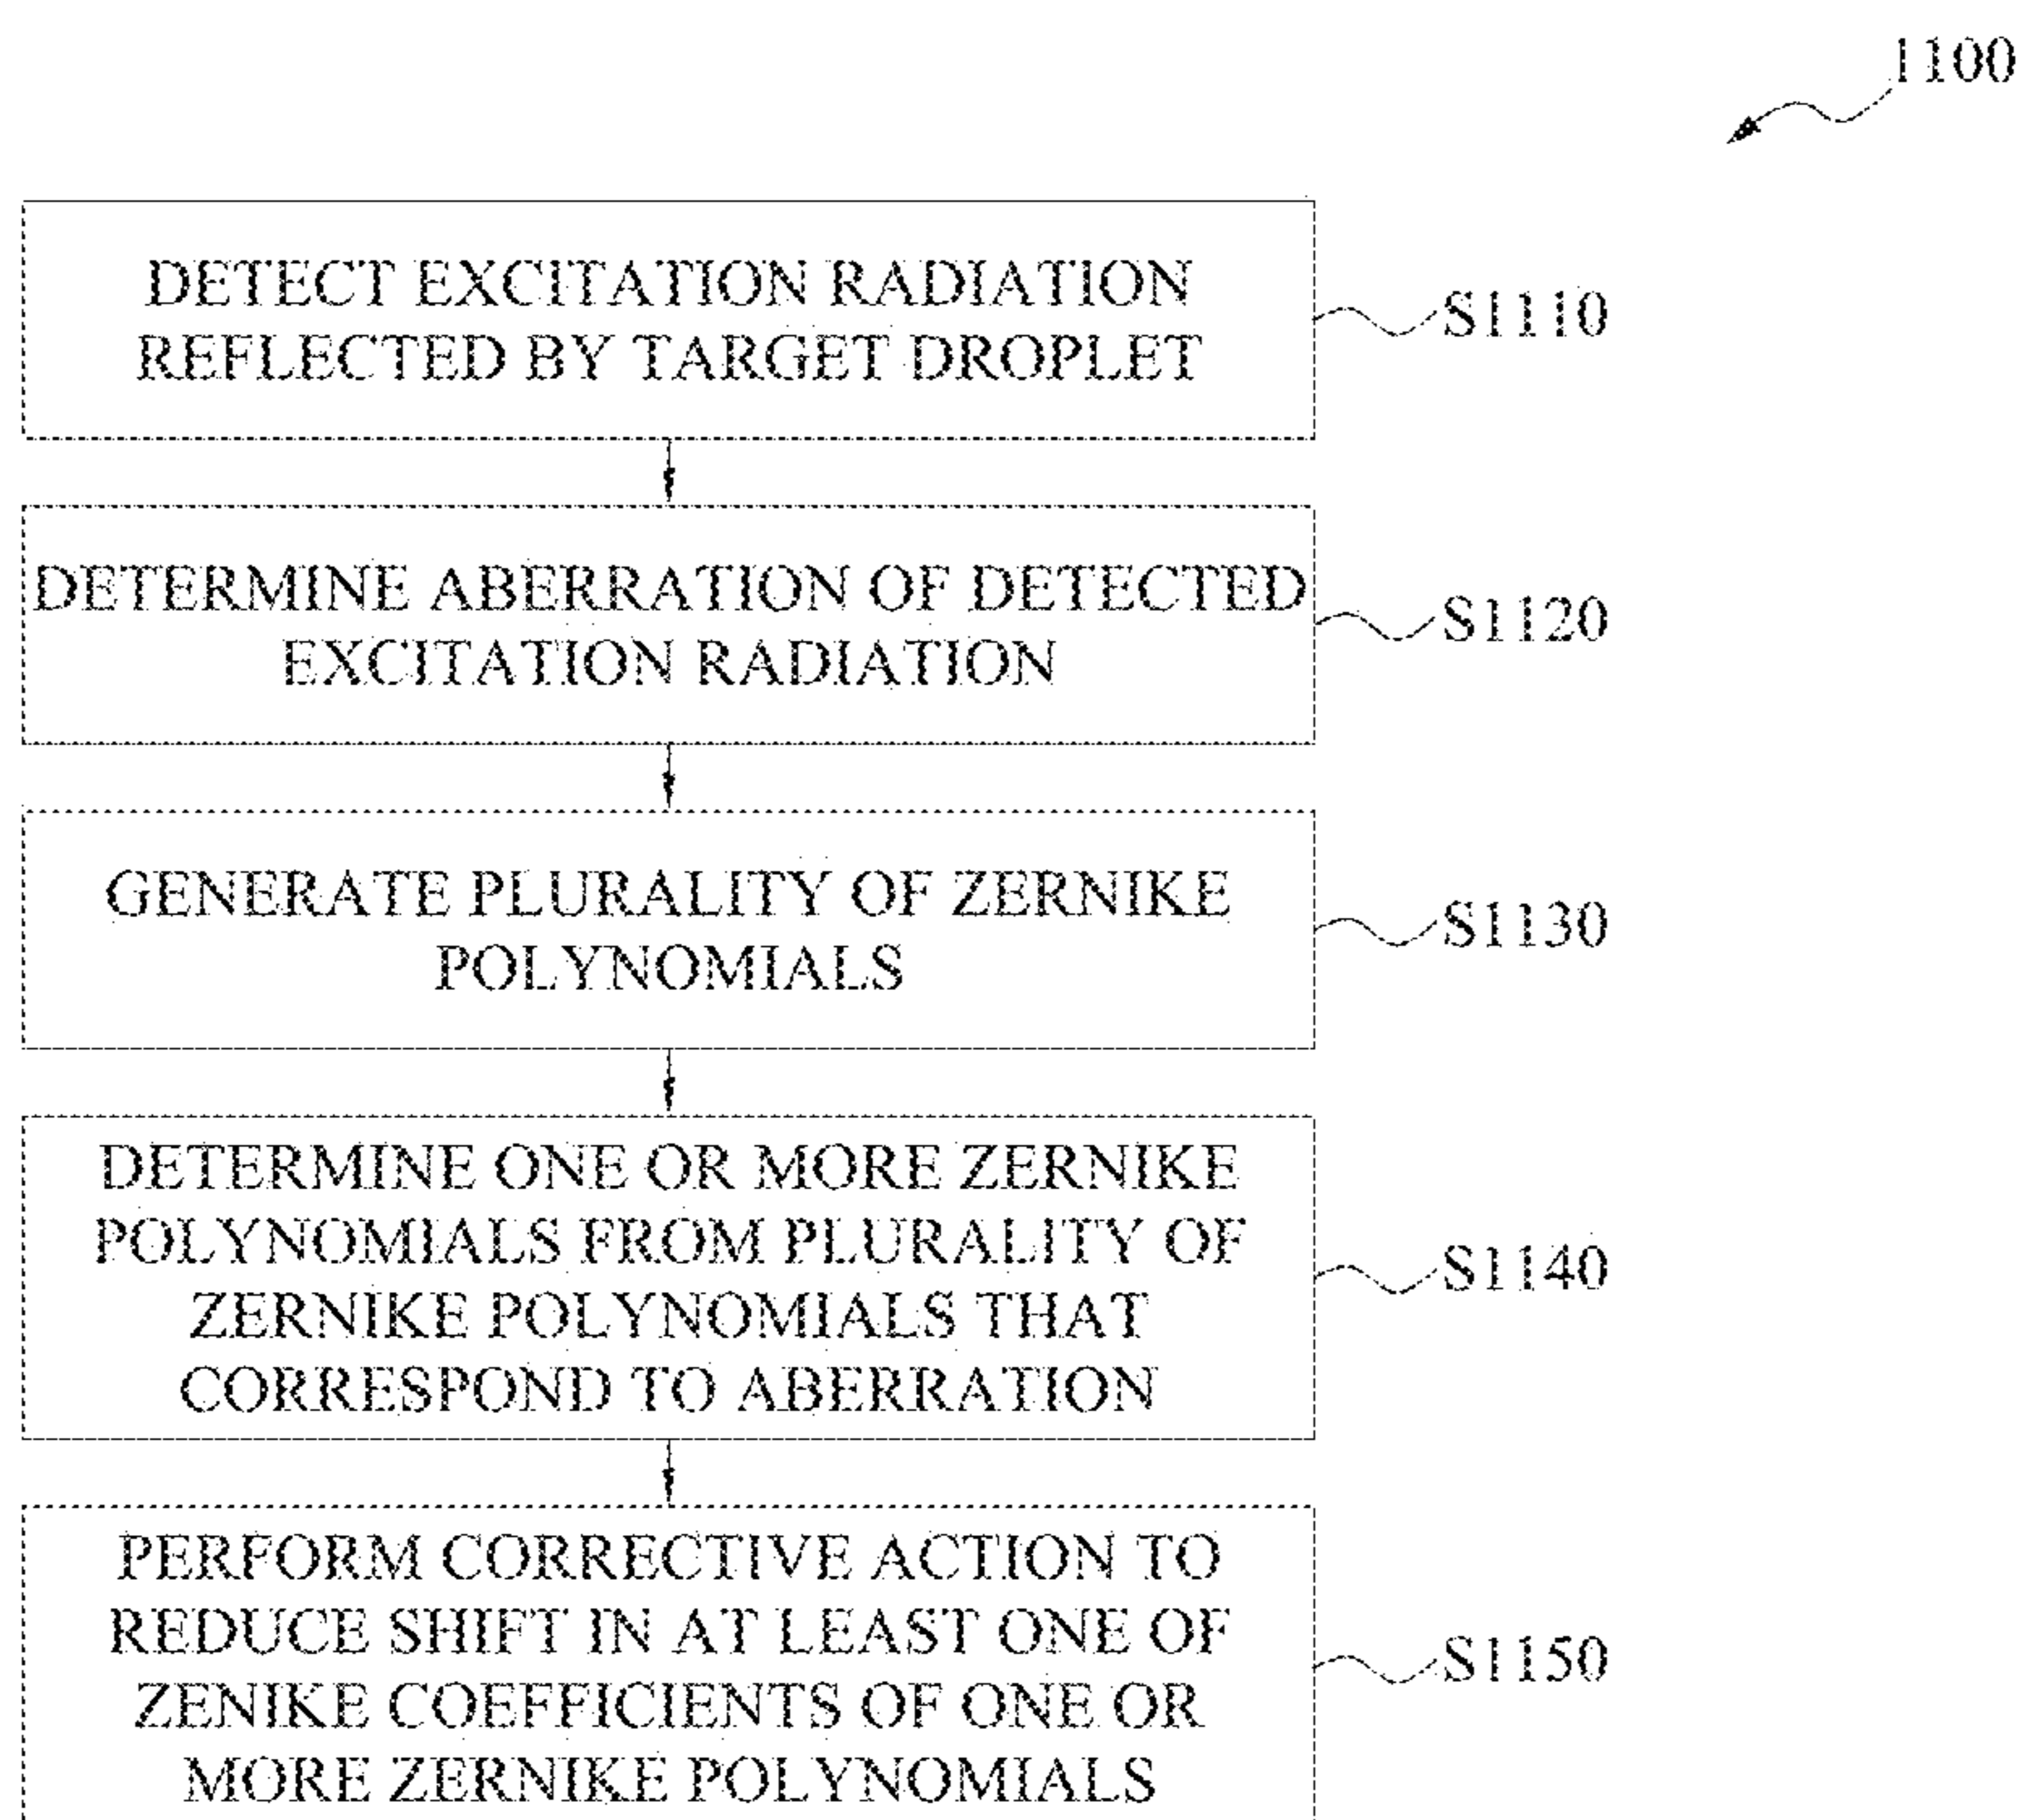 1100
DETECT EXCITATION RADIATION
REFLECTED BY TARGET DROPLET
S1110
DETERMINE ABERRATION OF DETECTED
EXCITATION RADIATION
S1120
GENERATE PLURALITY OF ZERNIKE
POLYNOMIALS
S1130
DETERMINE ONE OR MORE ZERNIKE
POLYNOMIALS FROM PLURALITY OF
ZERNIKE POLYNOMIALS THAT
CORRESPOND TO ABERRATION
S1140
PERFORM CORRECTIVE ACTION TO
REDUCE SHIFT IN AT LEAST ONE OF
ZENIKE COEFFICIENTS OF ONE OR
MORE ZERNIKE POLYNOMIALS
S1150